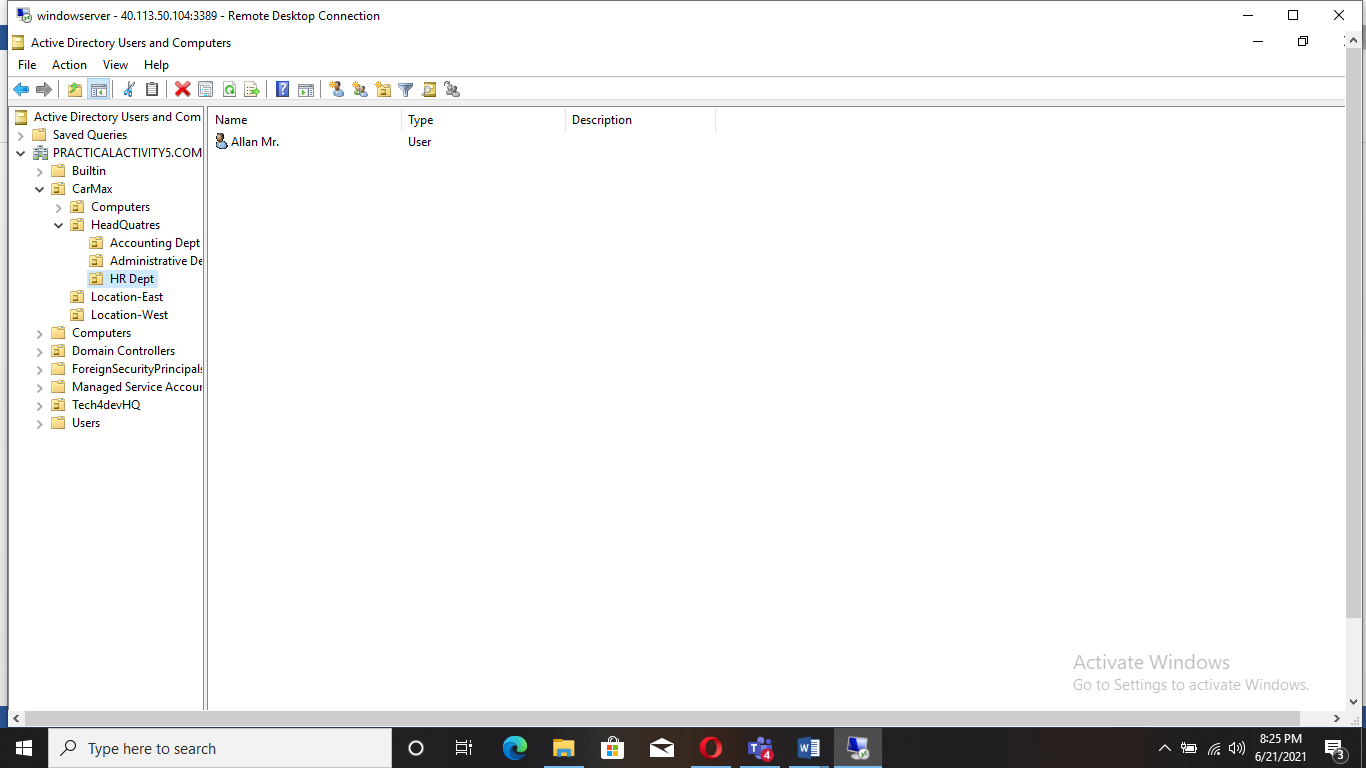 windowserver - 40.113.50.104:3389 - Remote Desktop Connection
Active Directory Users and Computers
File Action View Help
Active Directory Users and Com
Saved Queries
PRACTICALACTIVITY5.COM
Builtin
CarMax
Computers
HeadQuatres
Accounting Dept
Administrative De
HR Dept
Location-East
Location-West
Computers
Domain Controllers
ForeignSecurityPrincipals
Managed Service Accour
Tech4devHQ
Users
Name Type Description
Allan Mr. User
Activate Windows
Go to Settings to activate Windows.
Type here to search
4
8:25 PM
6/21/2021
3